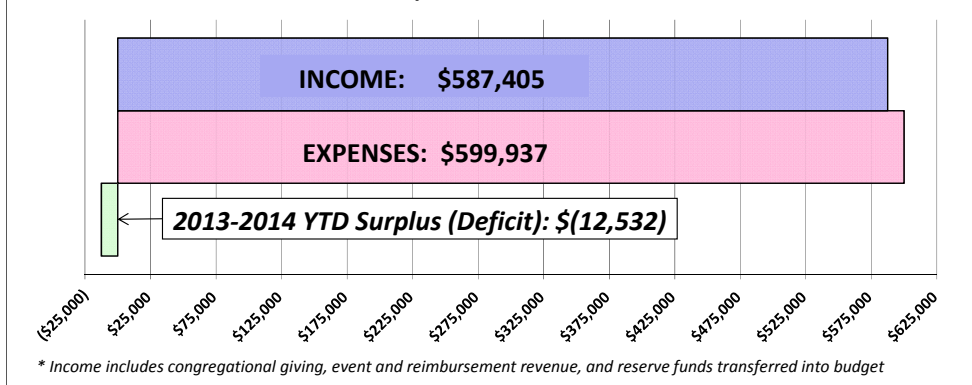 INCOME: $587,405
EXPENSES: $599,937
2013-2014 YTD Surplus (Deficit): $(12,532)
($25,000) $25,000 $75,000 $125,000 $175,000 $225,000 $275,000 $325,000 $375,000 $425,000 $475,000 $525,000 $575,000 $625,000
* Income includes congregational giving, event and reimbursement revenue, and reserve funds transferred into budget